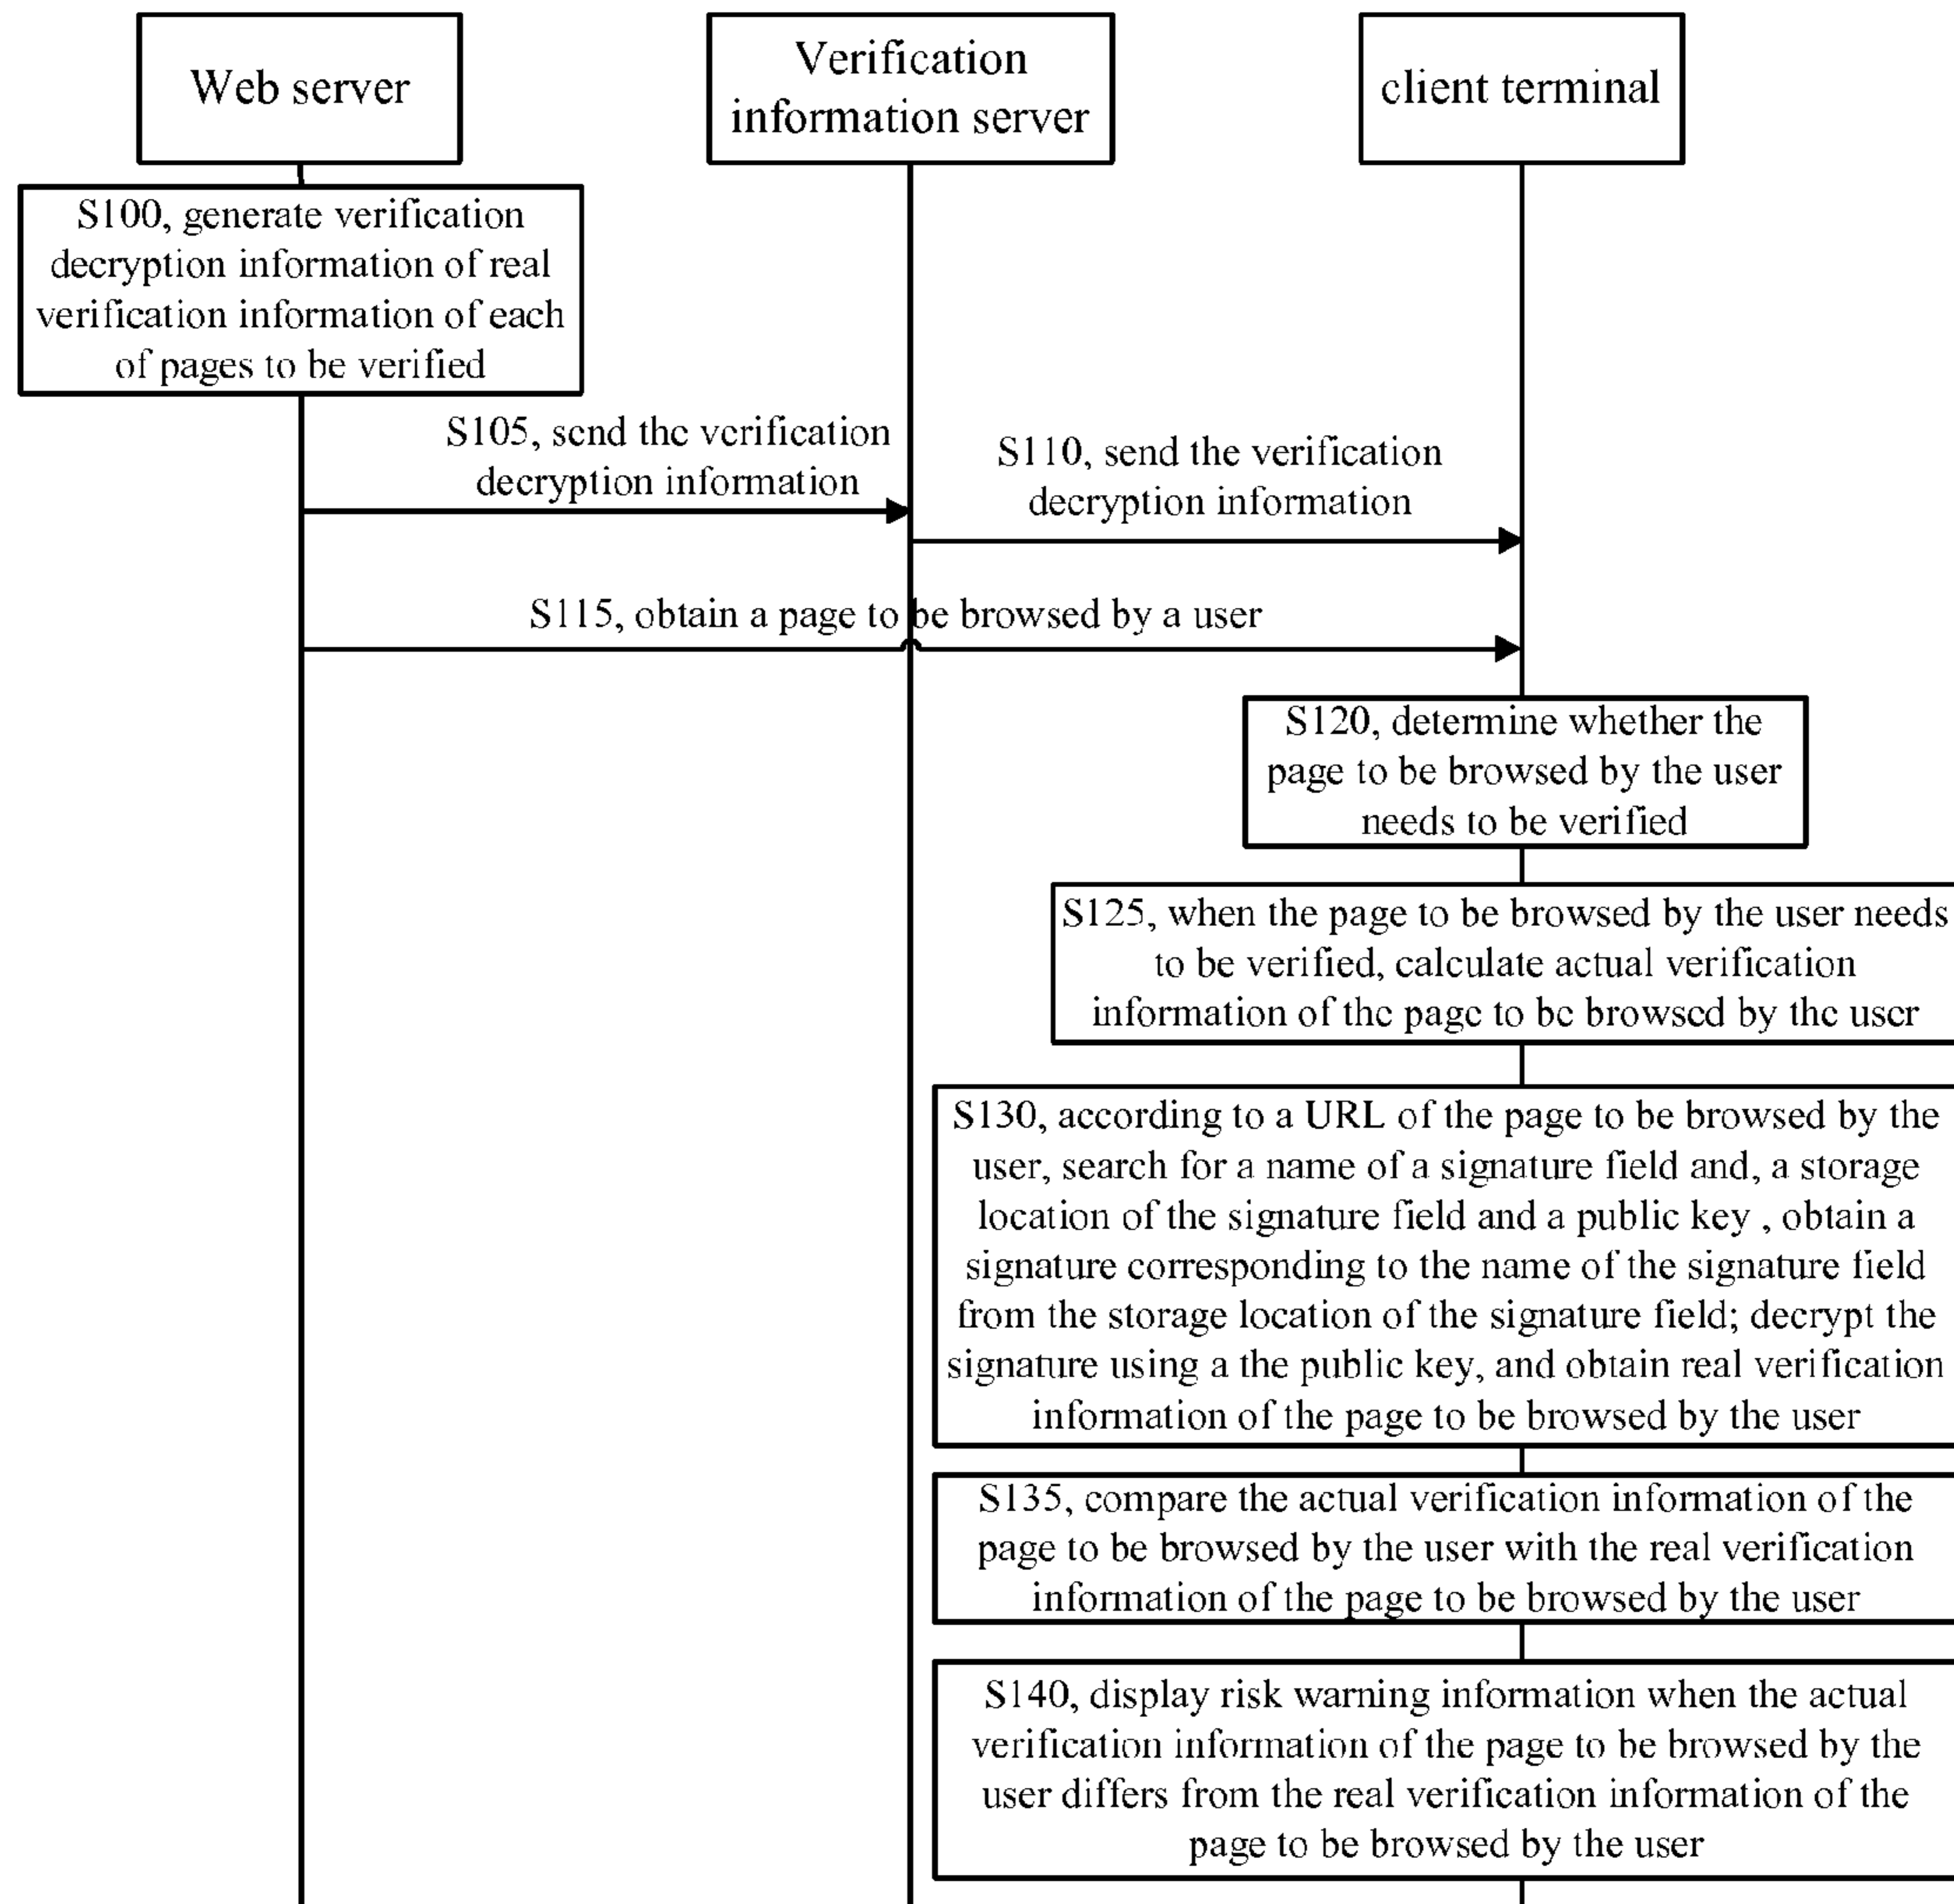 Web server
Verification
information server
client terminal
S100, generate verification
decryption information of real
verification information of each
of pages to be verified
S105, send the verification
decryption information
S110, send the verification
decryption information
S115, obtain a page to be browsed by a user
S120, determine whether the
page to be browsed by the user
needs to be verified
S125, when the page to be browsed by the user needs
to be verified, calculate actual verification
information of the page to be browsed by the user
S130, according to a URL of the page to be browsed by the
user, search for a name of a signature field and, a storage
location of the signature field and a public key , obtain a
signature corresponding to the name of the signature field
from the storage location of the signature field; decrypt the
signature using a the public key, and obtain real verification
information of the page to be browsed by the user
S135, compare the actual verification information of the
page to be browsed by the user with the real verification
information of the page to be browsed by the user
S140, display risk warning information when the actual
verification information of the page to be browsed by the
user differs from the real verification information of the
page to be browsed by the user